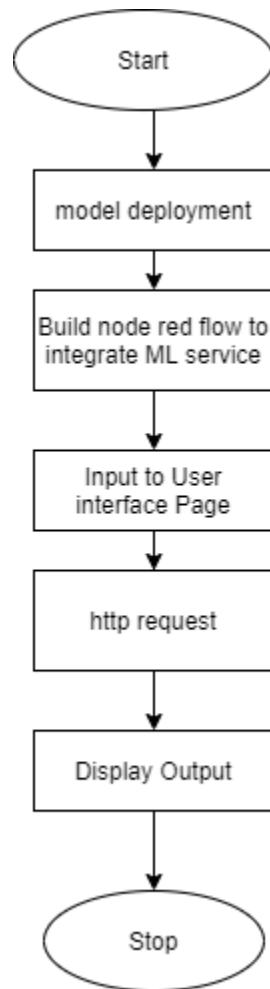 Start
model deployment
Build node red flow to
integrate ML service
Input to User
interface Page
http request
Display Output
Stop